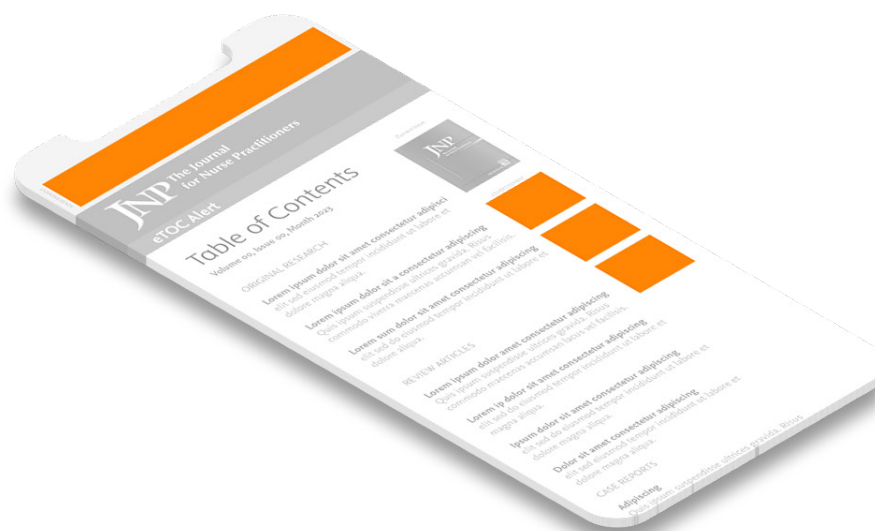 JNP The Journal
for Nurse Practitioners
eTOC Alert
Table of Contents
Volume 00, Issue 00, Month 2023
JNP
ORIGINAL RESEARCH
Lorem ipsum dolor sit amet consectetur adipisci
elit sed eiusmod tempor incididunt ut labore et
dolore magna aliqua.
Lorem ipsum dolor sit a consectetur adipiscing
Quis ipsum suspendisse ultrices gravida. Risus
commodo viverra maecenas accumsan vel facilisis.
Lorem sum dolor sit amet consectetur adipiscing
elit sed do eiusmod tempor incididunt ut labore et
dolore aliqua.
REVIEW ARTICLES
Lorem ipsum dolor amet consectetur adipiscing
Quis ipsum suspendisse ultrices gravida. Risus
commodo maecenas accumsan lacus vel facilisis.
Lorem ip dolor sit amet consectetur adipiscing
elit sed do eiusmod tempor incididunt ut labore et
magna aliqua.
Ipsum dolor sit amet consectetur adipiscing
elit sed do eiusmod tempor incididunt ut labore et
dolore magna aliqua.
Dolor sit amet consectetur adipiscing
elit sed eiusmod tempor incididunt ut labore et
dolore magna aliqua.
CASE REPORTS
Adipiscing
Quis ipsum suspendisse ultrices gravida. Risus